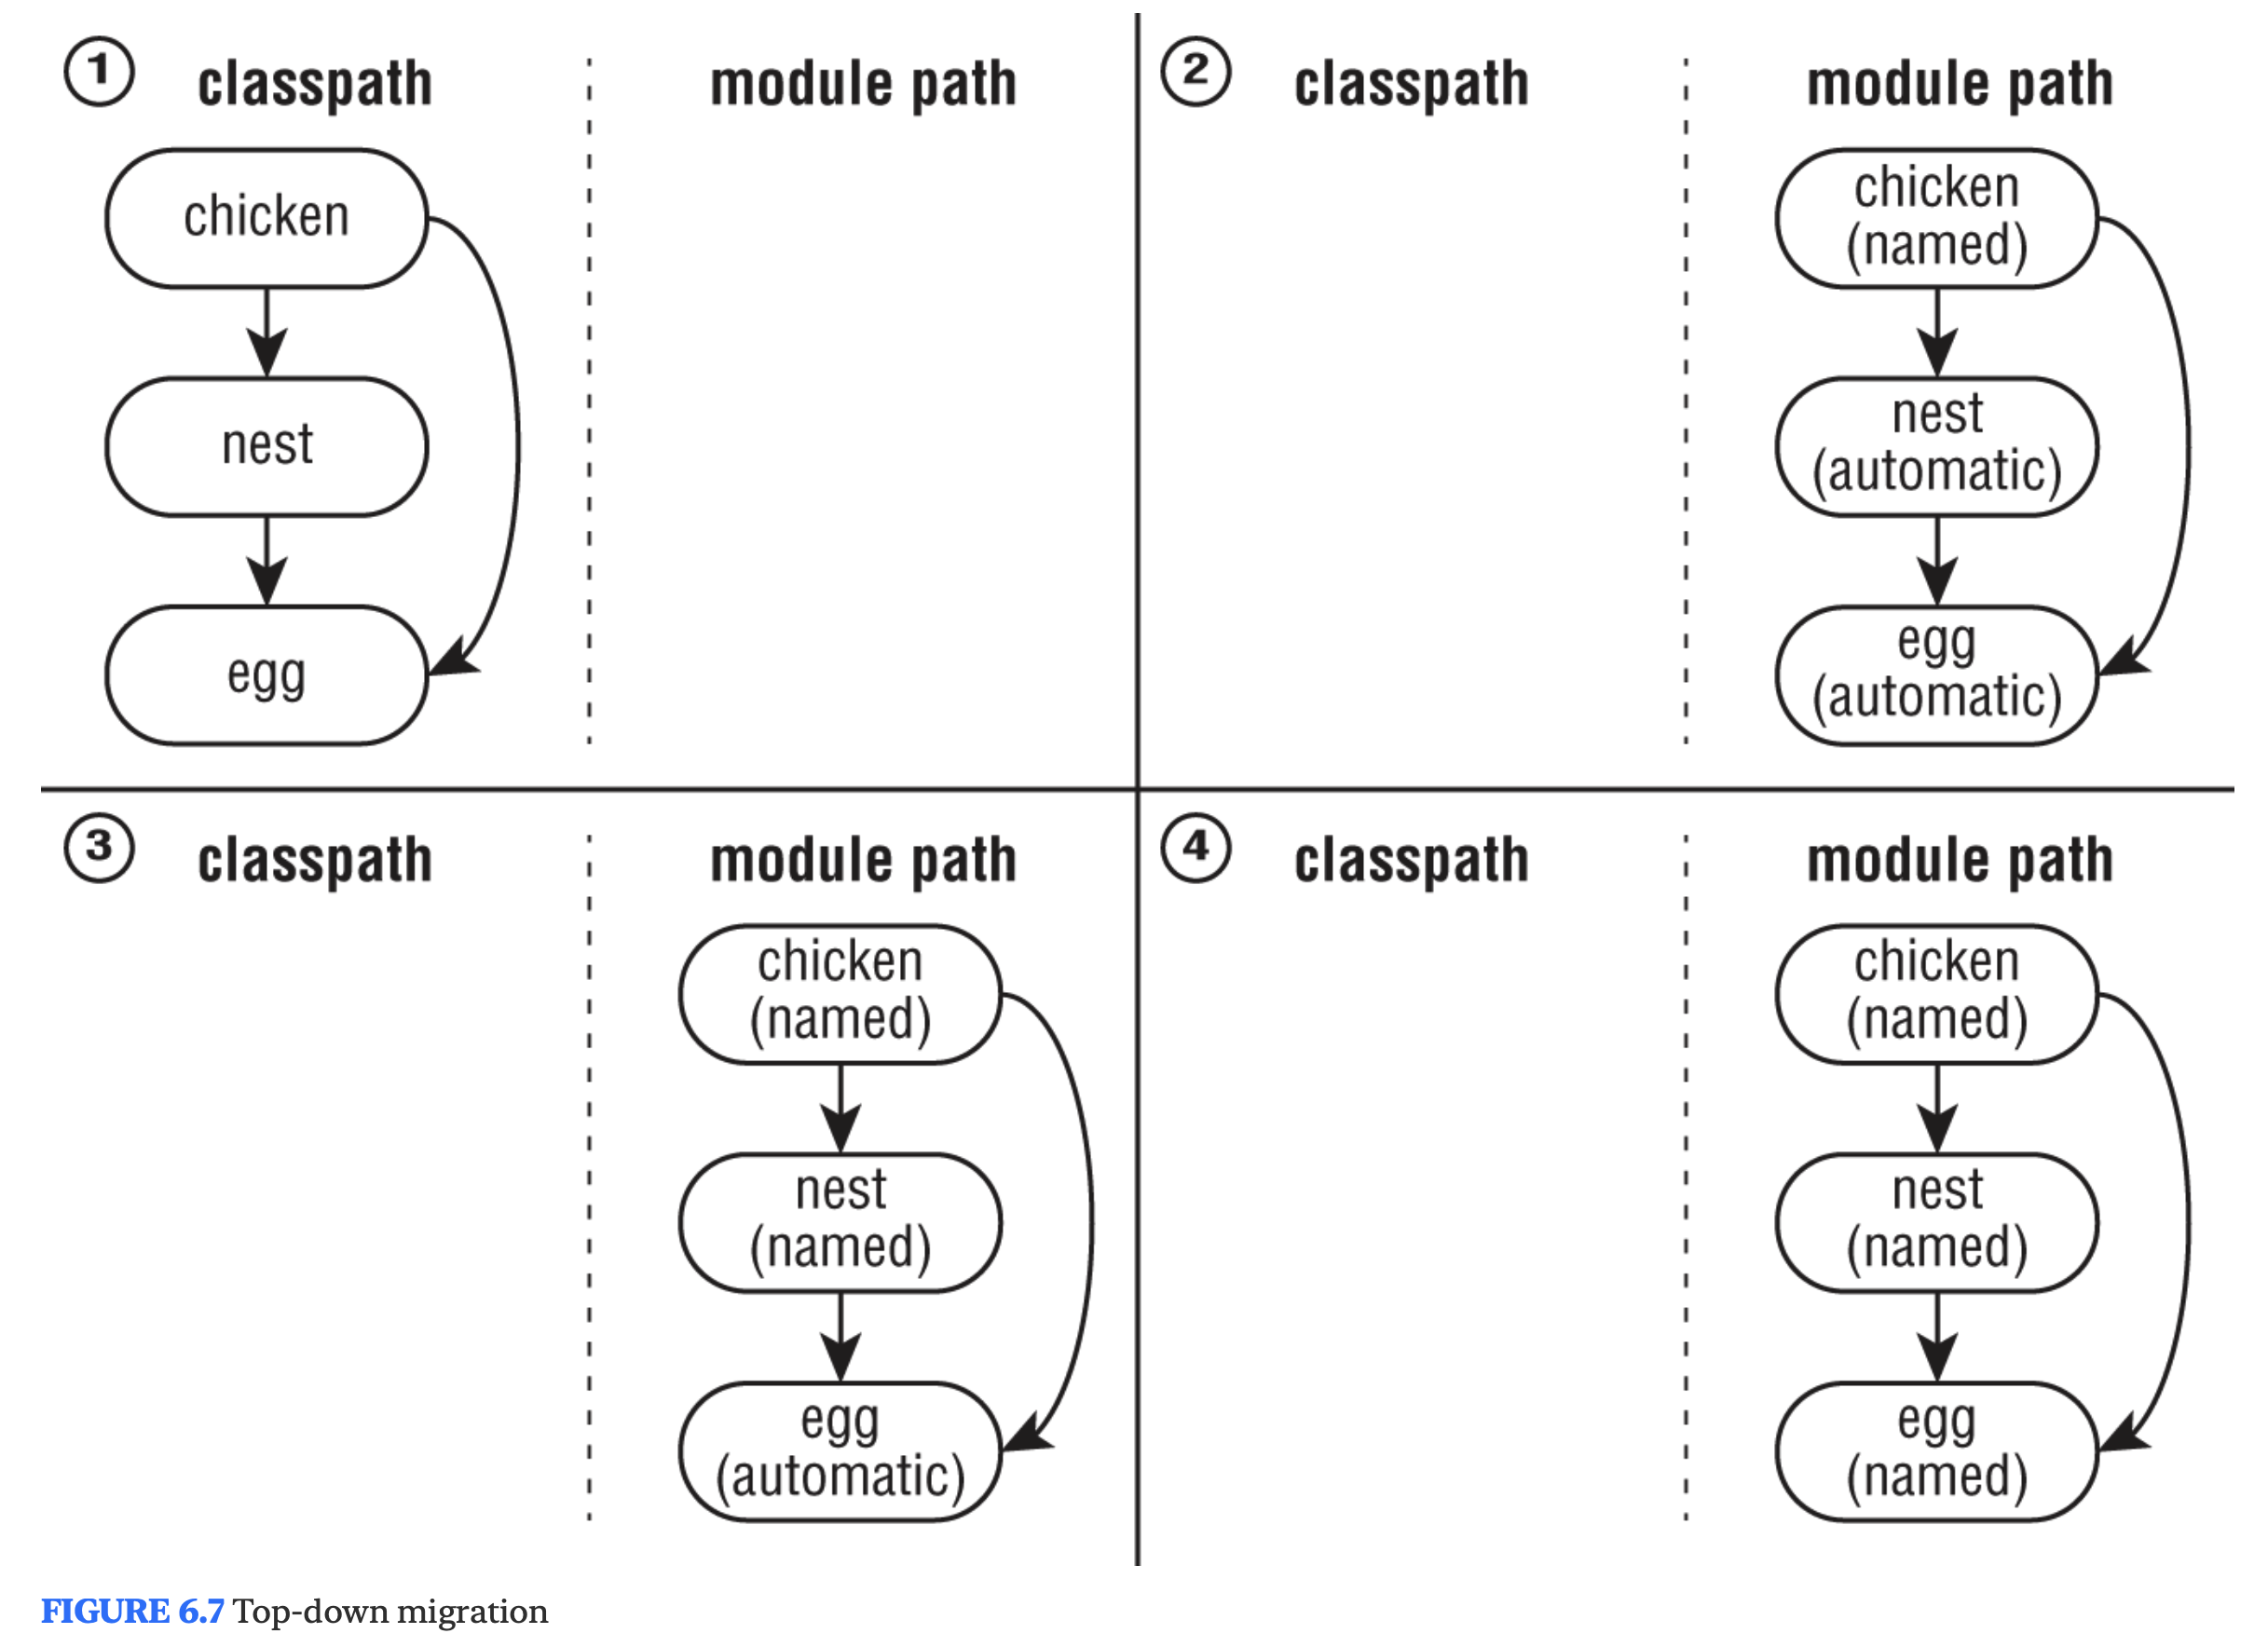 1 classpath module path
chicken
nest
egg
2 classpath module path
chicken
(named)
nest
(automatic)
egg
(automatic)
3 classpath module path
chicken
(named)
nest
(named)
egg
(automatic)
4 classpath module path
chicken
(named)
nest
(named)
egg
(named)
FIGURE 6.7 Top-down migration